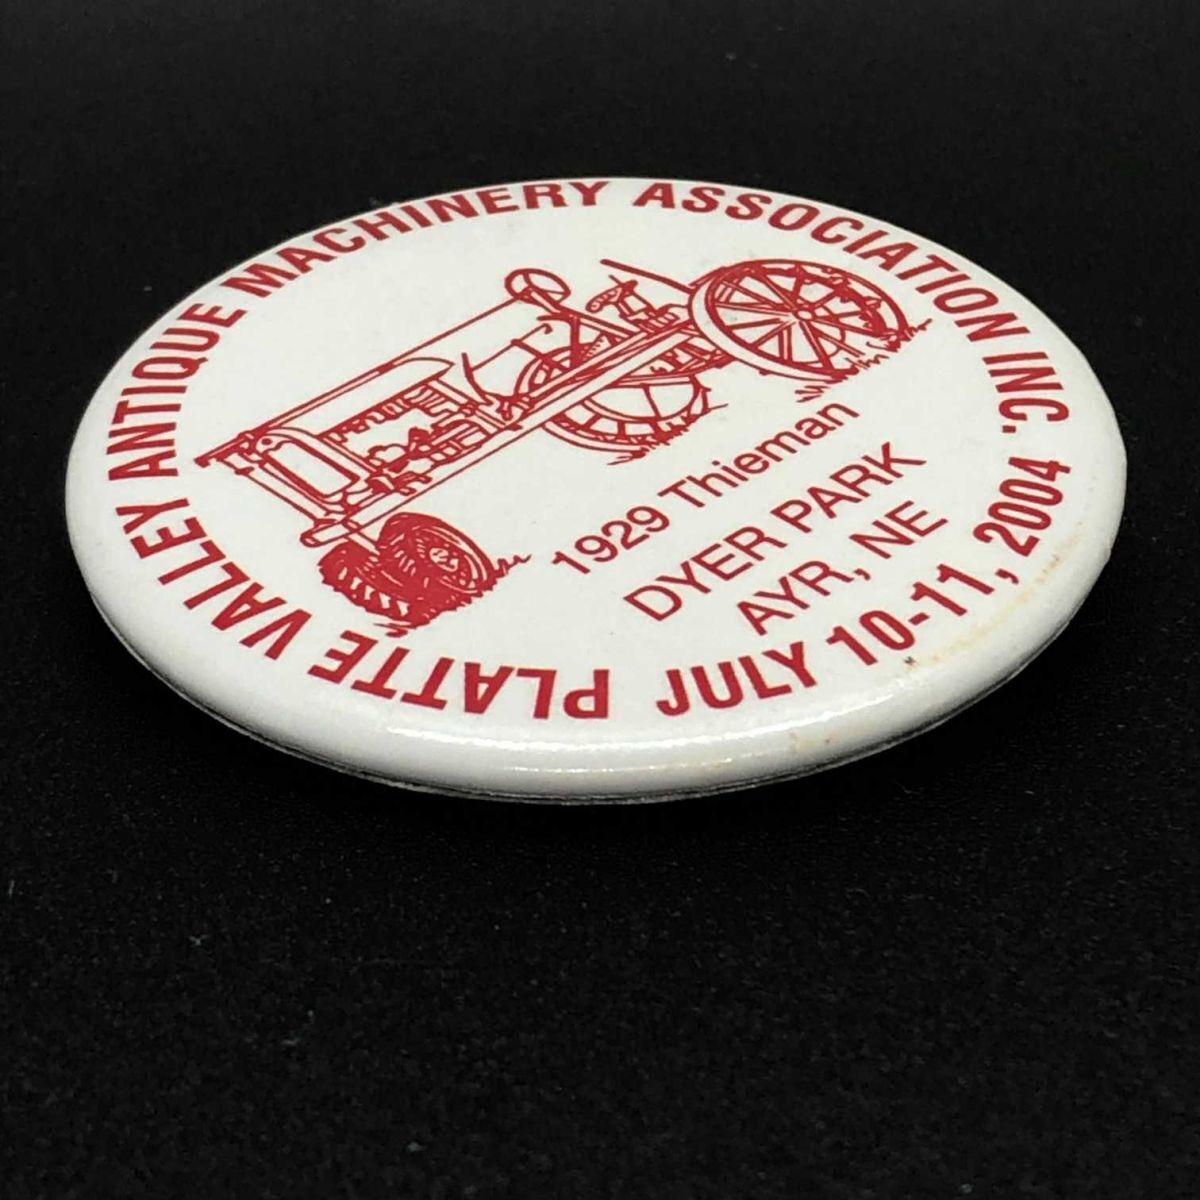 PLATTE VALLEY ANTIQUE MACHINERY ASSOCIATION INC.
1929 Thieman
DYER PARK
AYR, NE
JULY 10-11, 2004